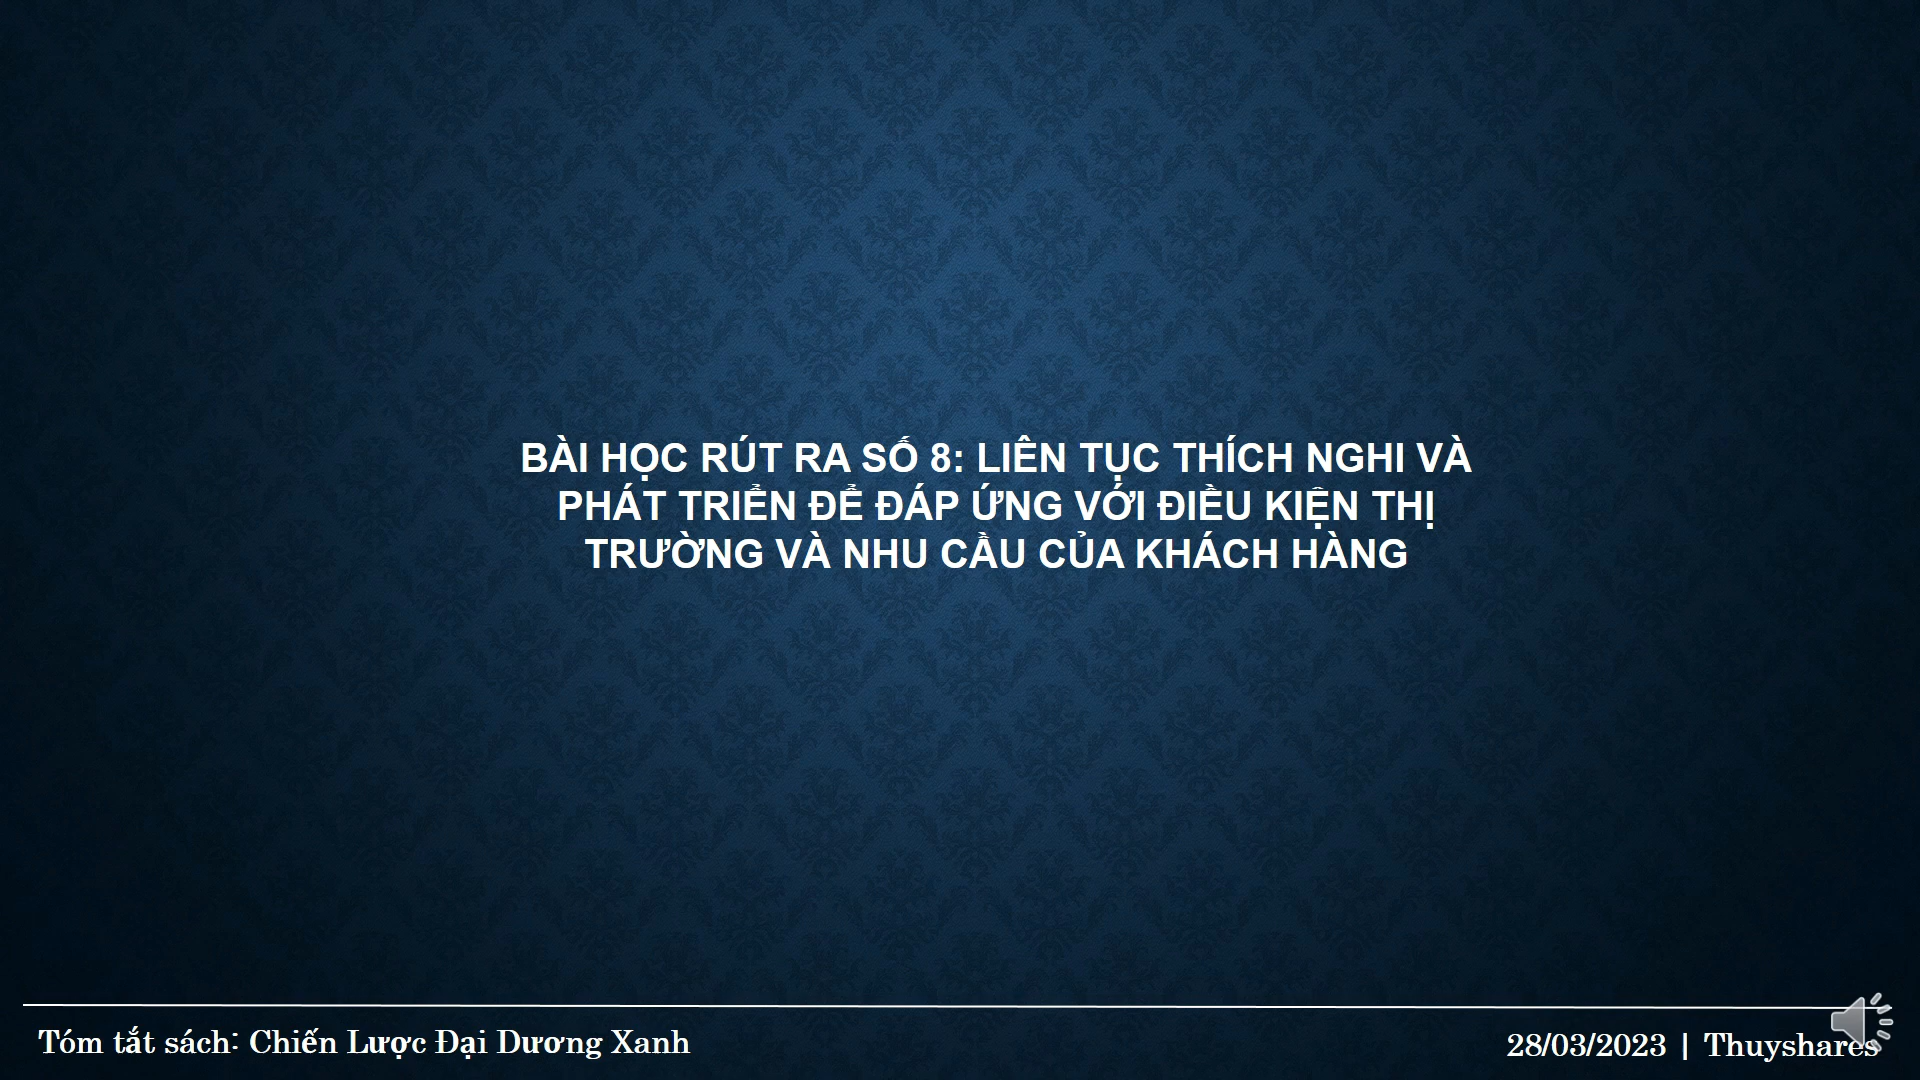 BÀI HỌC RÚT RA SỐ 8: LIÊN TỤC THÍCH NGHI VÀ
PHÁT TRIỂN ĐỂ ĐÁP ỨNG VỚI ĐIỀU KIỆN THỊ
TRƯỜNG VÀ NHU CẦU CỦA KHÁCH HÀNG
Tóm tắt sách: Chiến Lược Đại Dương Xanh
28/03/2023 | Thuyshares